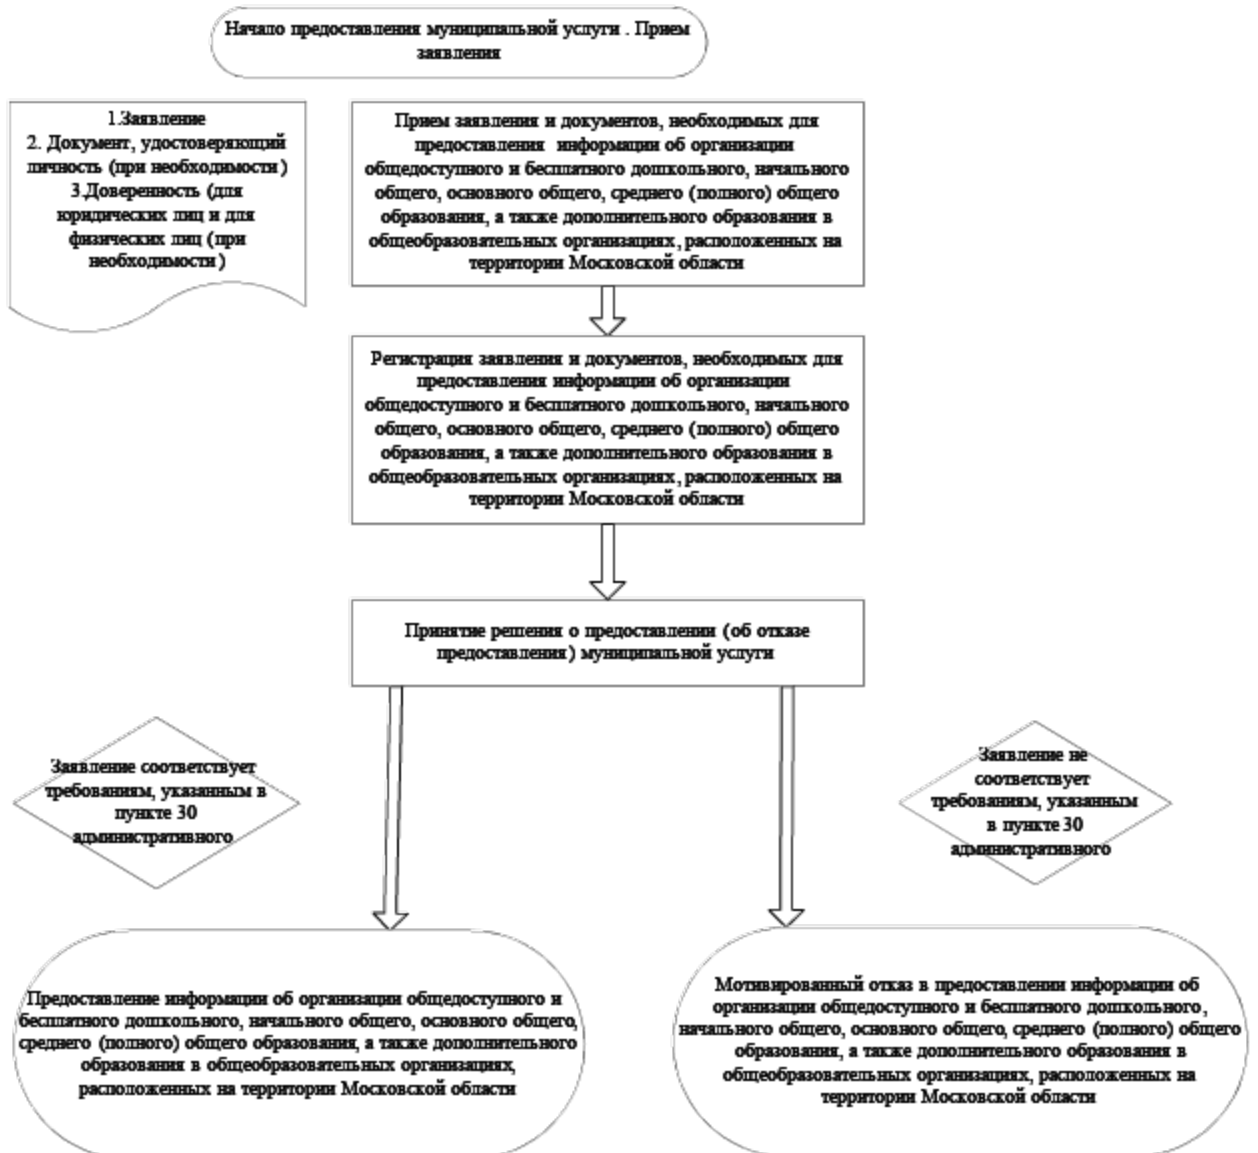 Начало предоставления муниципальной услуги . Прием
заявления
1.Заявление
2. Документ, удостоверяющий
личность (при необходимости)
3.Доверенность (для
юридических лиц и для
физических лиц (при
необходимости)
Прием заявления и документов, необходимых для
предоставления информации об организации
общедоступного и бесплатного дошкольного, начального
общего, основного общего, среднего (полного) общего
образования, а также дополнительного образования в
общеобразовательных организациях, расположенных на
территории Московской области
Регистрация заявления и документов, необходимых для
предоставления информации об организации
общедоступного и бесплатного дошкольного, начального
общего, основного общего, среднего (полного) общего
образования, а также дополнительного образования в
общеобразовательных организациях, расположенных на
территории Московской области
Принятие решения о предоставлении (об отказе
предоставления) муниципальной услуги
Заявление соответствует
требованиям, указанным в
пункте 30
административного
Заявление не
соответствует
требованиям, указанным
в пункте 30
административного
Предоставление информации об организации общедоступного и
бесплатного дошкольного, начального общего, основного общего,
среднего (полного) общего образования, а также дополнительного
образования в общеобразовательных организациях,
расположенных на территории Московской области
Мотивированный отказ в предоставлении информации об
организации общедоступного и бесплатного дошкольного,
начального общего, основного общего, среднего (полного) общего
образования, а также дополнительного образования в
общеобразовательных организациях, расположенных на
территории Московской области